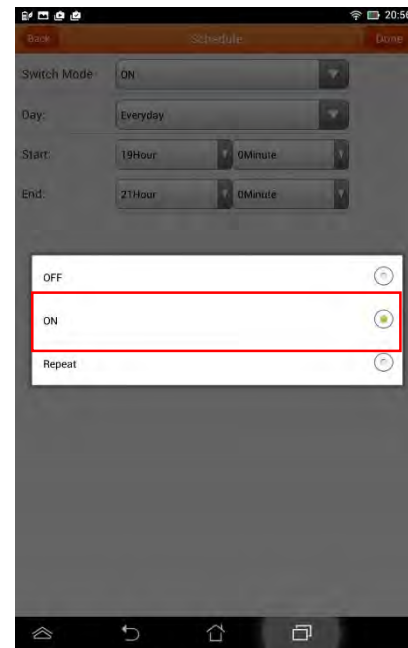 20:56
Back Schedule Done
Switch Mode: ON
Day: Everyday
Start: 19Hour 0Minute
End: 21Hour 0Minute
OFF
ON
Repeat